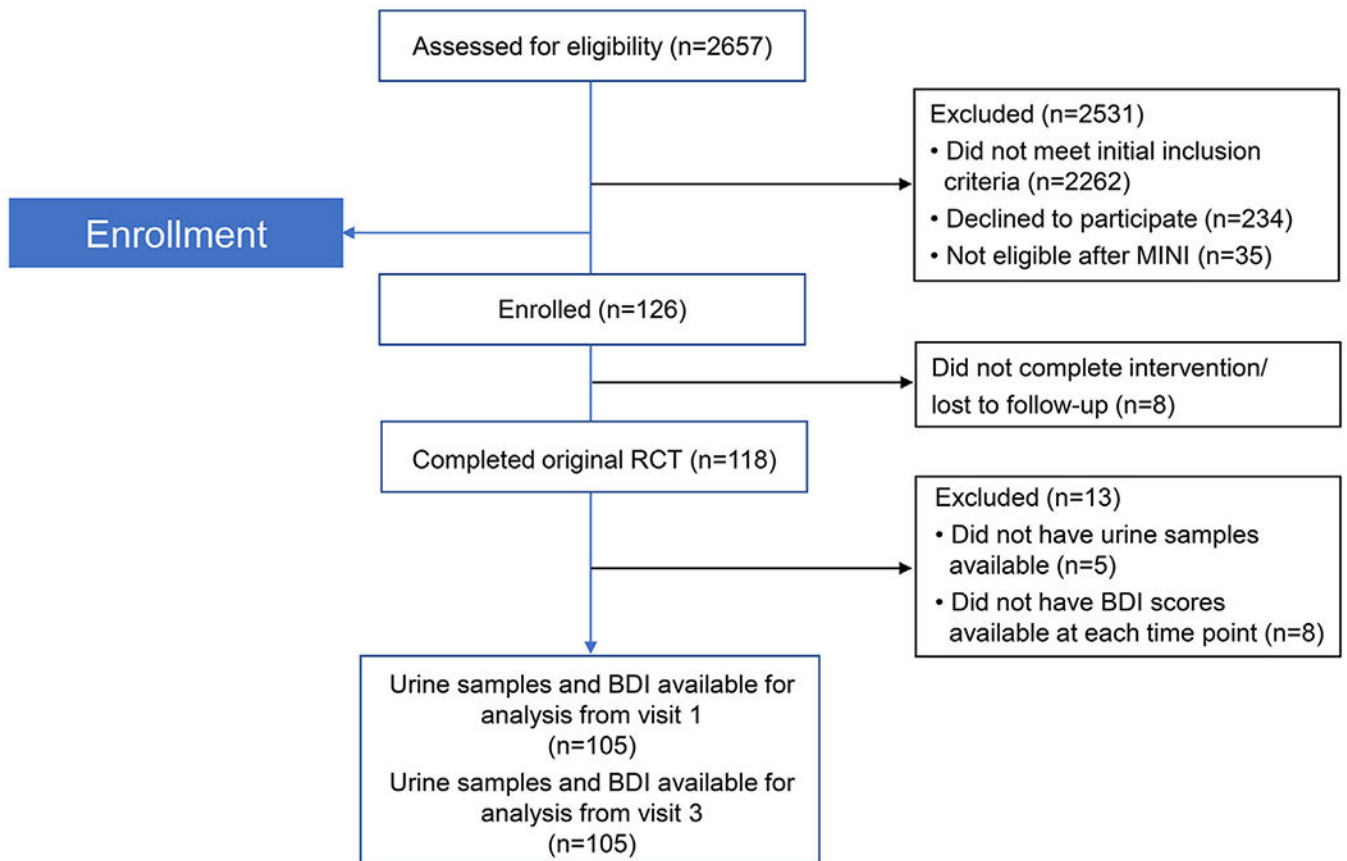 Assessed for eligibility (n=2657)
Excluded (n=2531)
• Did not meet initial inclusion
criteria (n=2262)
• Declined to participate (n=234)
• Not eligible after MINI (n=35)
Enrollment
Enrolled (n=126)
Did not complete intervention/
lost to follow-up (n=8)
Completed original RCT (n=118)
Excluded (n=13)
• Did not have urine samples
available (n=5)
• Did not have BDI scores
available at each time point (n=8)
Urine samples and BDI available for
analysis from visit 1
(n=105)
Urine samples and BDI available for
analysis from visit 3
(n=105)